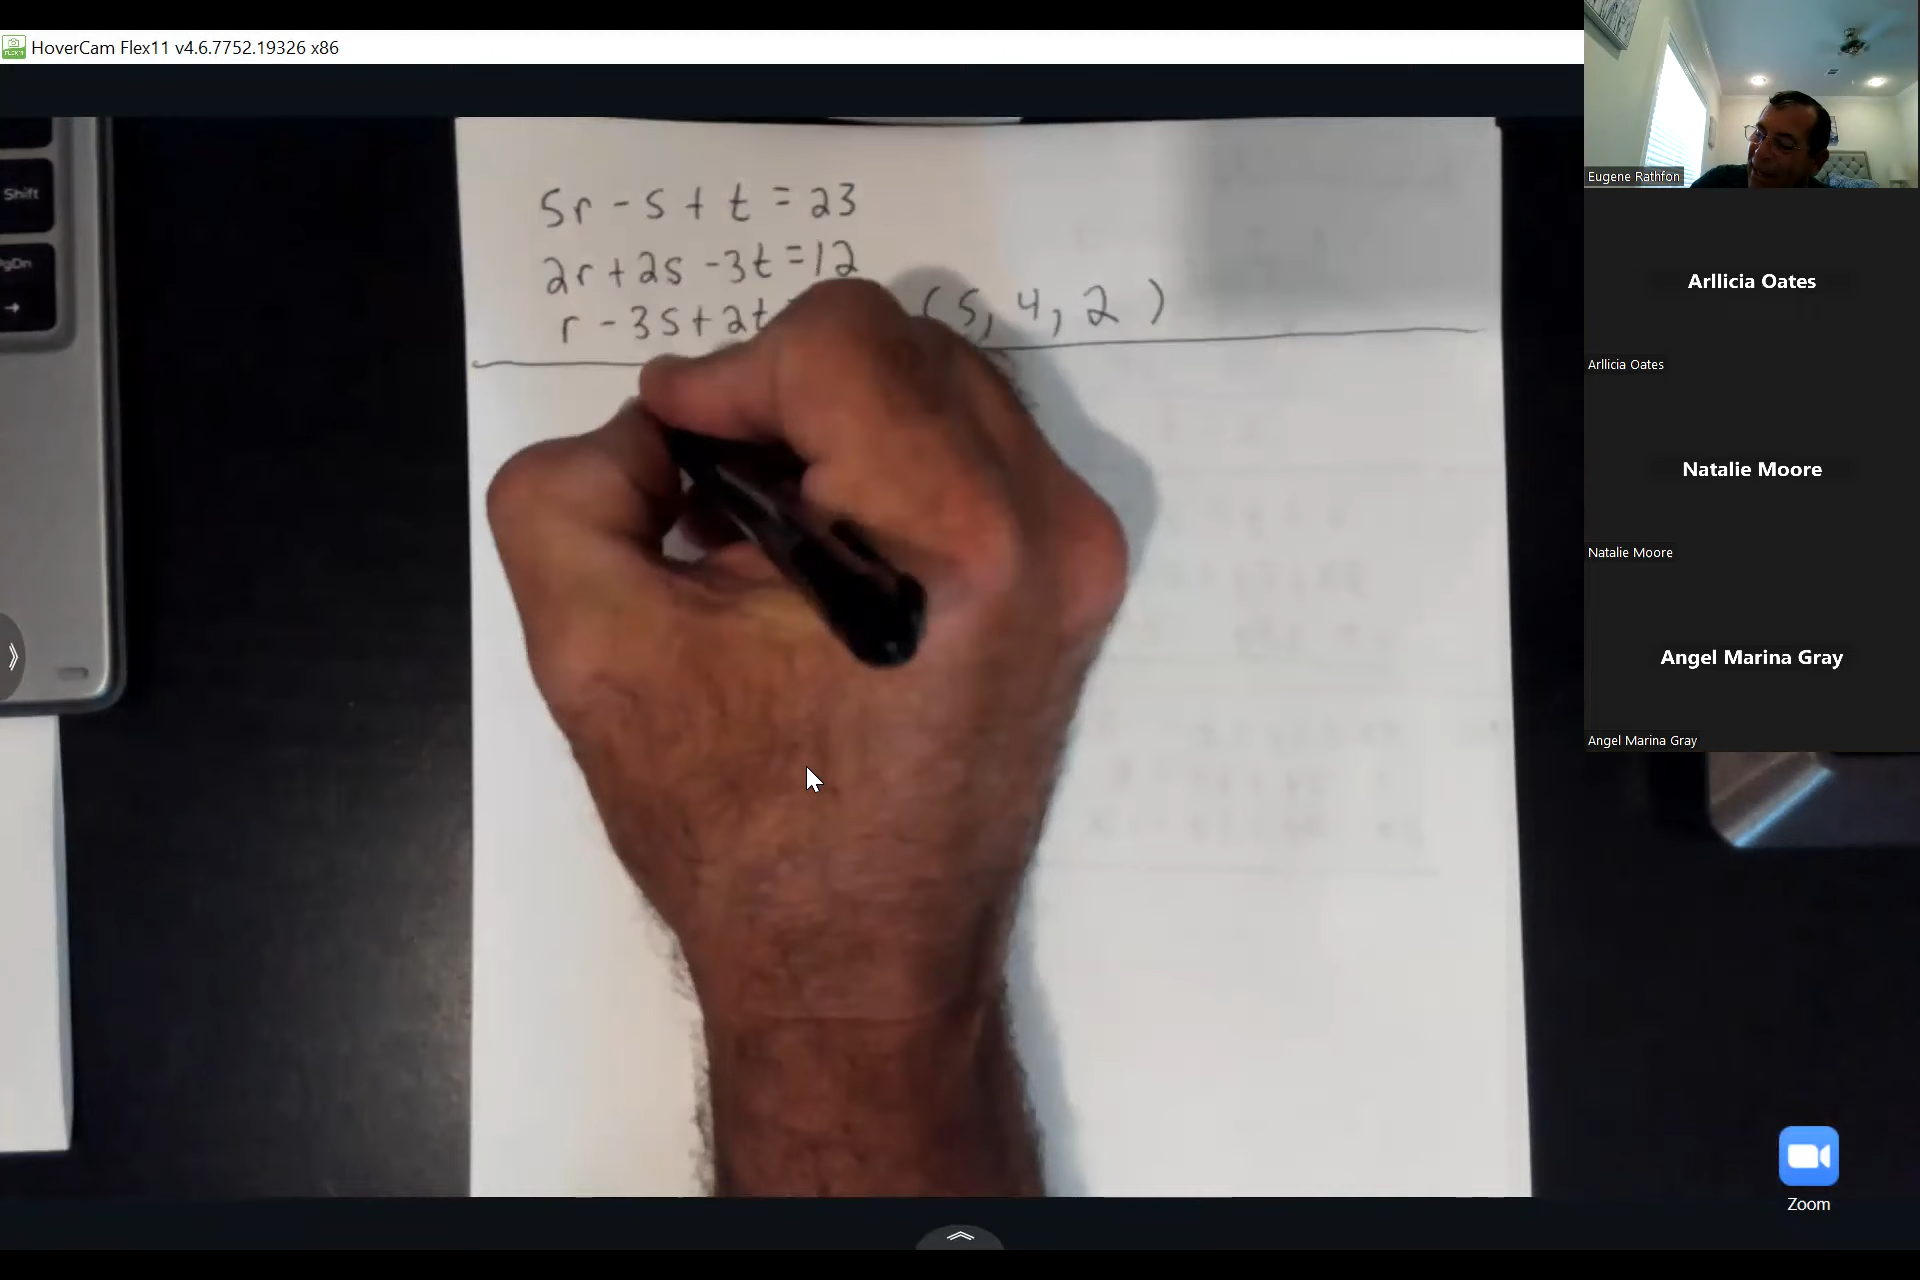 HoverCam Flex11 v4.6.7752.19326 x86
Shift
PgDn
→
5r - s + t = 23
2r + 2s - 3t = 12
r - 3s + 2t (5, 4, 2)
Eugene Rathfon
Arllicia Oates
Arllicia Oates
Natalie Moore
Natalie Moore
Angel Marina Gray
Angel Marina Gray
Zoom